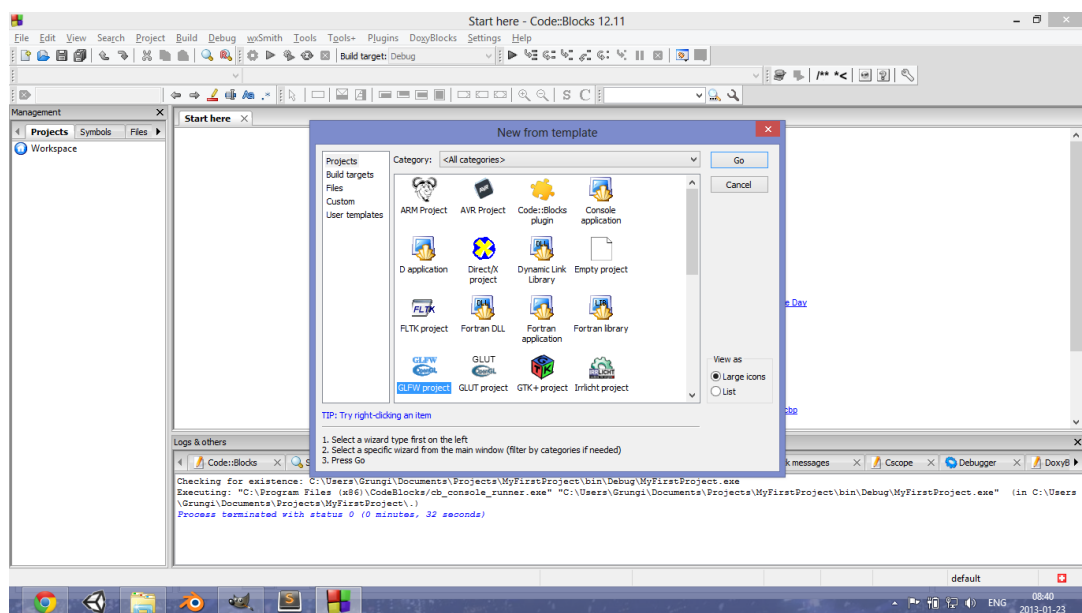 Start here - Code::Blocks 12.11
File Edit View Search Project Build Debug wxSmith Tools Tools+ Plugins DoxyBlocks Settings Help
Build target: Debug
/** *<
S C
Management
Projects Symbols Files
Workspace
Start here
New from template
Projects
Build targets
Files
Custom
User templates
Category: <All categories>
Go
Cancel
ARM Project AVR Project Code::Blocks plugin Console application
D application Direct/X project Dynamic Link Library Empty project
FLTK project Fortran DLL Fortran application Fortran library
GLFW project GLUT project GTK+ project Irrlicht project
View as
Large icons
List
TIP: Try right-clicking an item
1. Select a wizard type first on the left
2. Select a specific wizard from the main window (filter by categories if needed)
3. Press Go
e Day
cbp
Logs & others
Code::Blocks S k messages Cscope Debugger DoxyB
Checking for existence: C:\Users\Grungi\Documents\Projects\MyFirstProject\bin\Debug\MyFirstProject.exe
Executing: "C:\Program Files (x86)\CodeBlocks/cb_console_runner.exe" "C:\Users\Grungi\Documents\Projects\MyFirstProject\bin\Debug\MyFirstProject.exe" (in C:\Users
\Grungi\Documents\Projects\MyFirstProject\.)
Process terminated with status 0 (0 minutes, 32 seconds)
default
ENG
08:40
2013-01-23